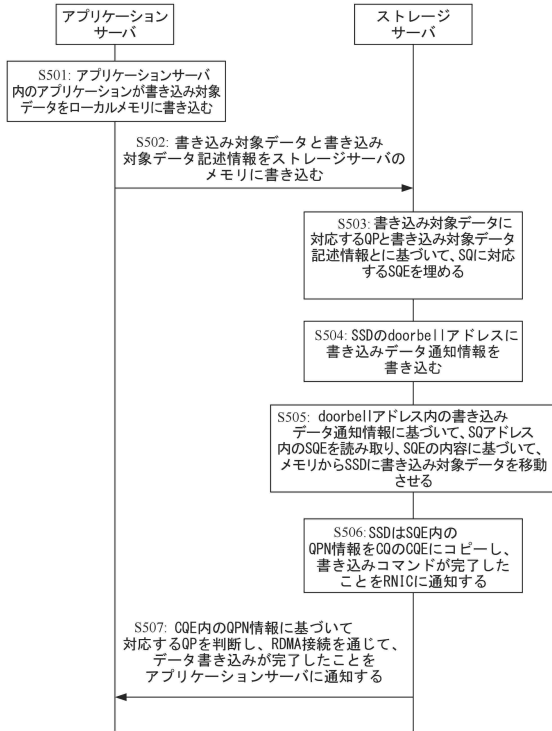 アプリケーション
サーバ
ストレージ
サーバ
S501: アプリケーションサーバ
内のアプリケーションが書き込み対象
データをローカルメモリに書き込む
S502: 書き込み対象データと書き込み
対象データ記述情報をストレージサーバの
メモリに書き込む
S503: 書き込み対象データに
対応するQPと書き込み対象データ
記述情報とに基づいて、SQに対応
するSQEを埋める
S504: SSDのdoorbellアドレスに
書き込みデータ通知情報を
書き込む
S505: doorbellアドレス内の書き込み
データ通知情報に基づいて、SQアドレス
内のSQEを読み取り、SQEの内容に基づいて、
メモリからSSDに書き込み対象データを移動
させる
S506: SSDはSQE内の
QPN情報をCQのCQEにコピーし、
書き込みコマンドが完了した
ことをRNICに通知する
S507: CQE内のQPN情報に基づいて
対応するQPを判断し、RDMA接続を通じて、
データ書き込みが完了したことを
アプリケーションサーバに通知する